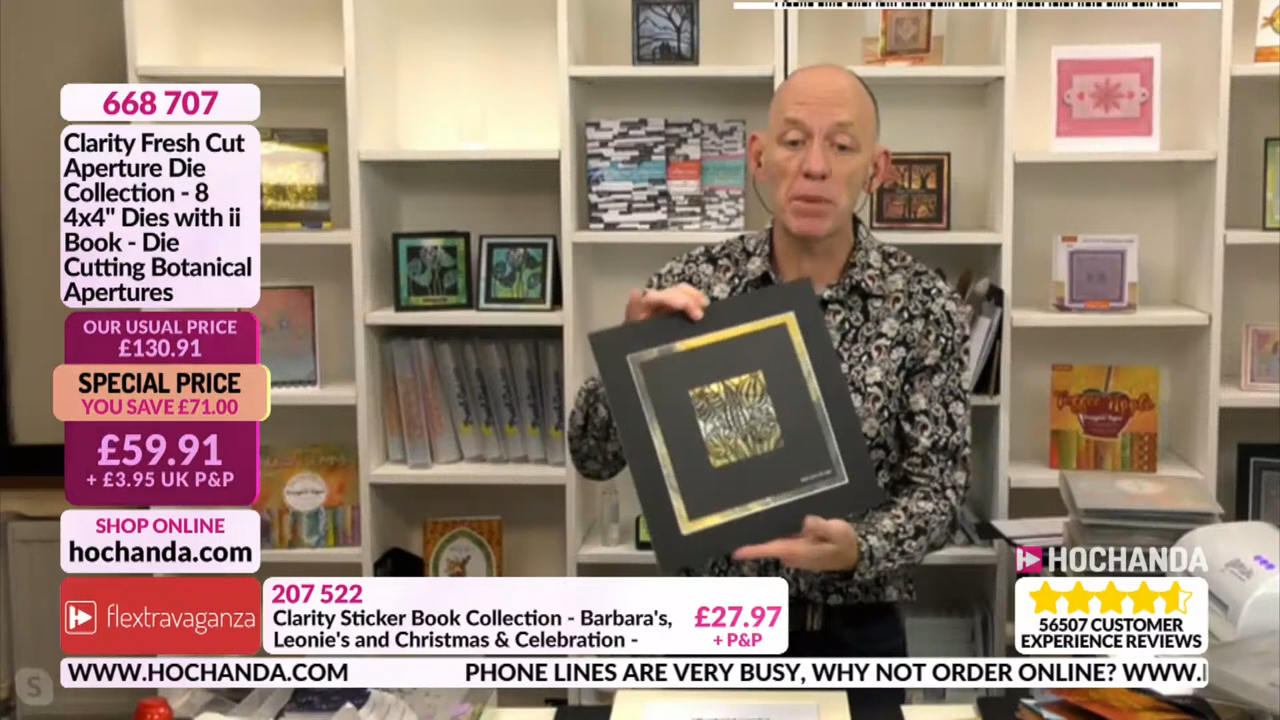 668 707
Clarity Fresh Cut
Aperture Die
Collection - 8
4x4" Dies with ii
Book - Die
Cutting Botanical
Apertures
OUR USUAL PRICE
£130.91
SPECIAL PRICE
YOU SAVE £71.00
£59.91
+ £3.95 UK P&P
SHOP ONLINE
hochanda.com
flextravaganza
207 522
Clarity Sticker Book Collection - Barbara's,
Leonie's and Christmas & Celebration -
£27.97
+ P&P
HOCHANDA
56507 CUSTOMER
EXPERIENCE REVIEWS
WWW.HOCHANDA.COM
PHONE LINES ARE VERY BUSY, WHY NOT ORDER ONLINE? WWW.
S